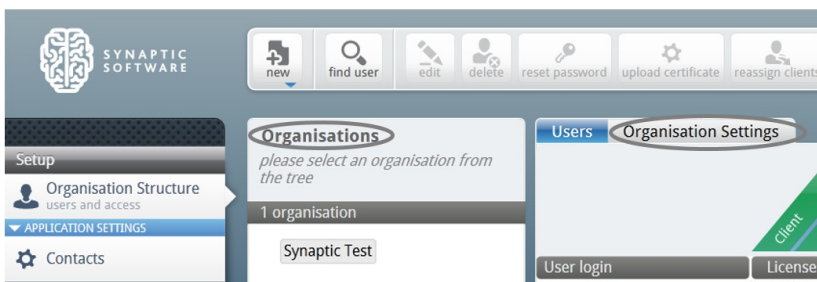 SYNAPTIC
SOFTWARE
new
find user
edit
delete
reset password
upload certificate
reassign clients
Setup
Organisation Structure
users and access
APPLICATION SETTINGS
Contacts
Organisations
please select an organisation from
the tree
1 organisation
Synaptic Test
Users
Organisation Settings
Client
User login
License